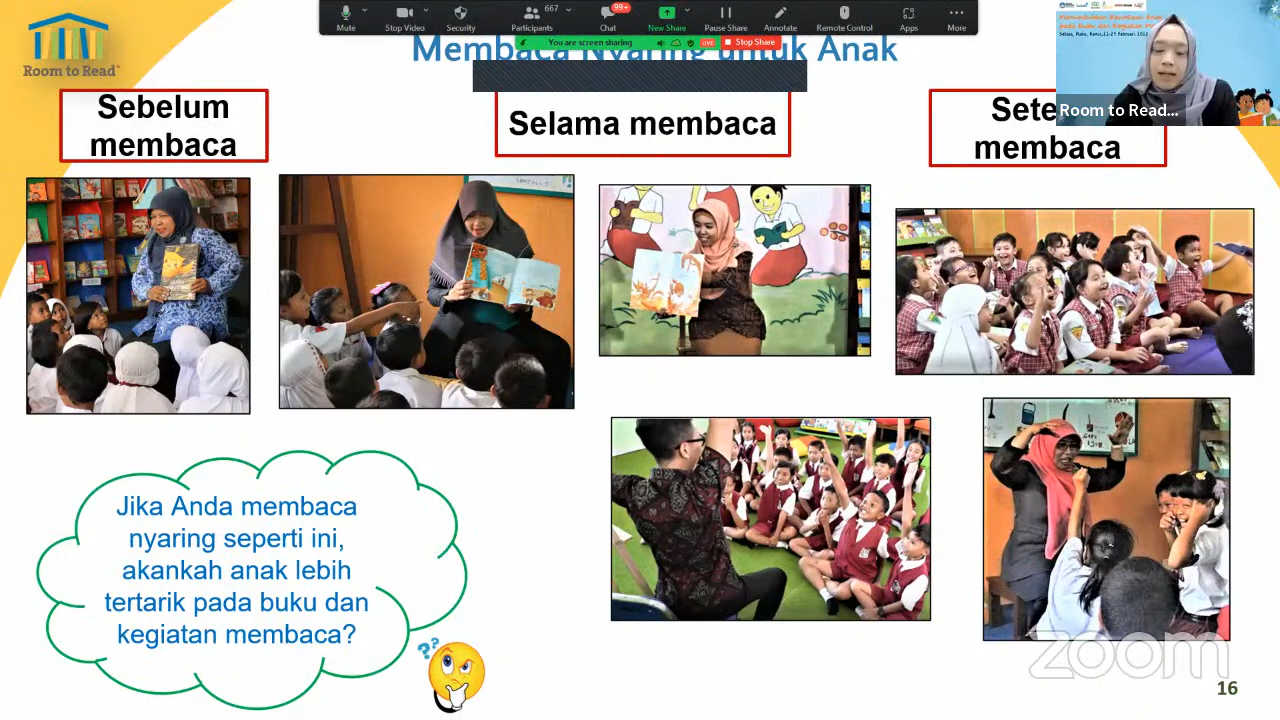 Mute
Stop Video
Security
Participants
667
Chat
99+
New Share
Pause Share
Annotate
Remote Control
Apps
More
You are screen sharing
LIVE
Stop Share
Room to Read
Membaca Nyaring untuk Anak
Room to Read...
Sebelum
membaca
Selama membaca
membaca
Jika Anda membaca
nyaring seperti ini,
akankah anak lebih
tertarik pada buku dan
kegiatan membaca?
??
zoom
16